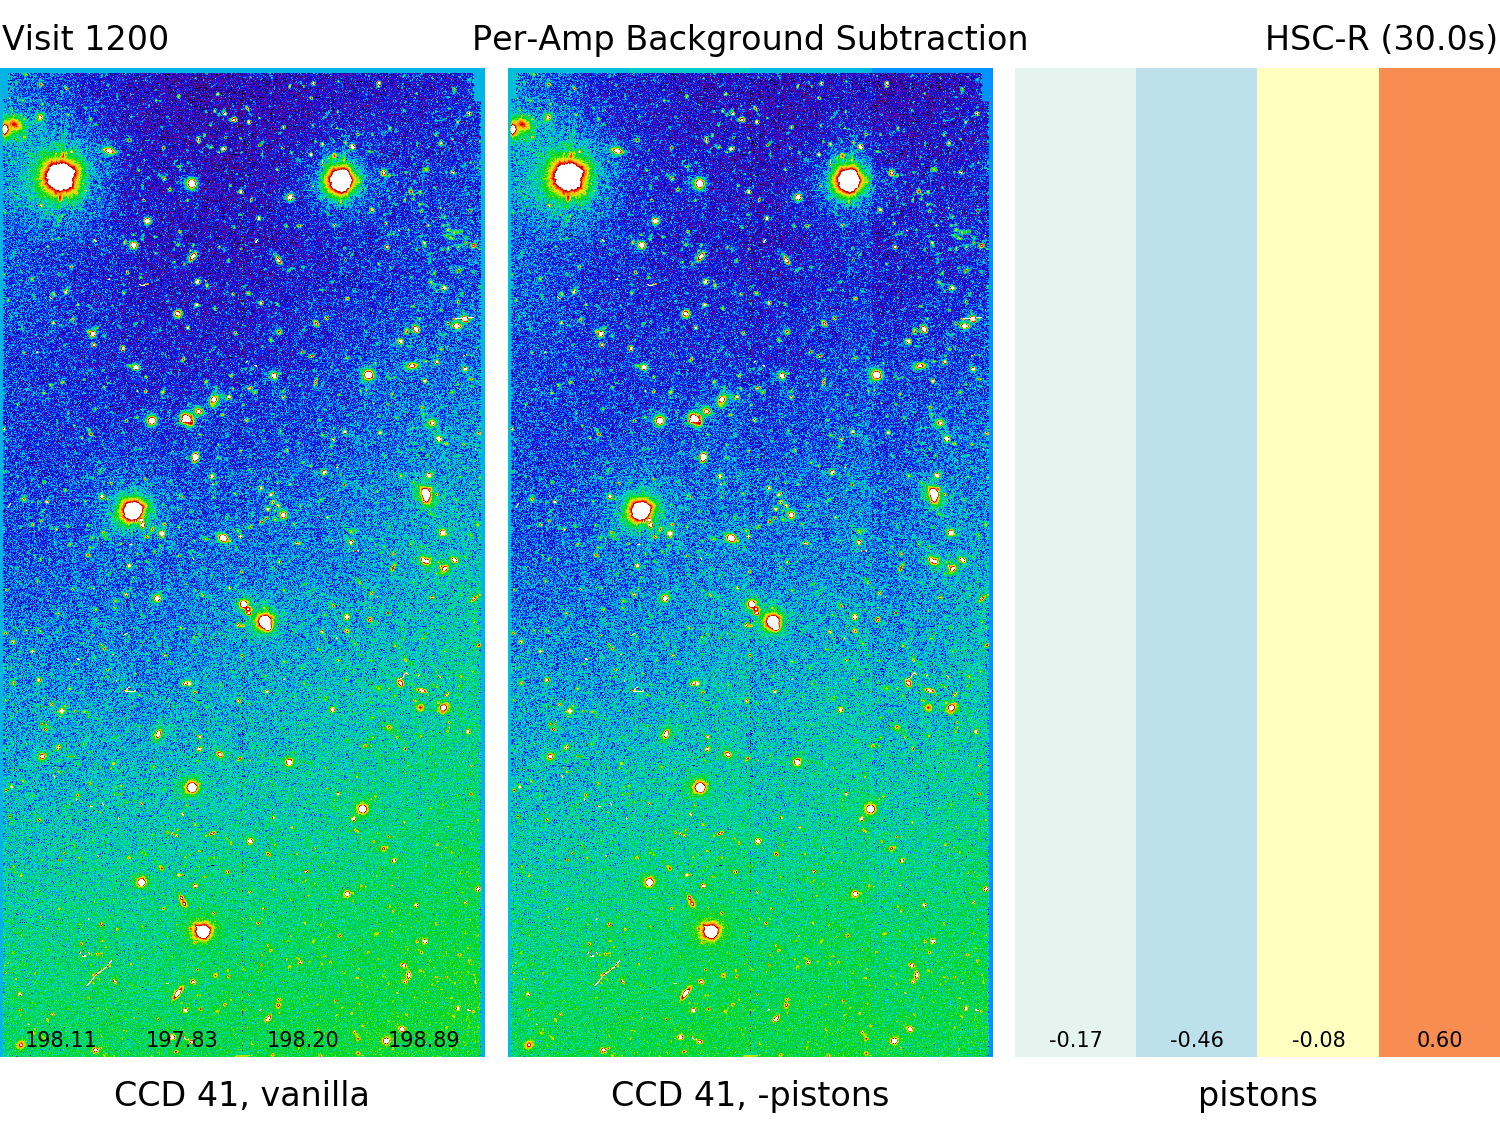 Visit 1200 Per-Amp Background Subtraction HSC-R (30.0s)
198.11 197.83 198.20 198.89 -0.17 -0.46 -0.08 0.60
CCD 41, vanilla CCD 41, -pistons pistons